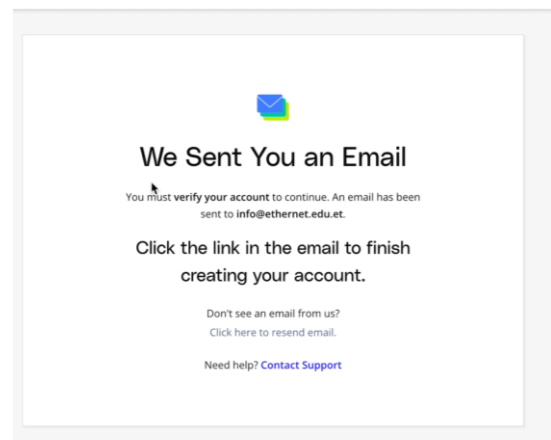 We Sent You an Email
You must verify your account to continue. An email has been
sent to info@ethernet.edu.et.
Click the link in the email to finish
creating your account.
Don't see an email from us?
Click here to resend email.
Need help? Contact Support